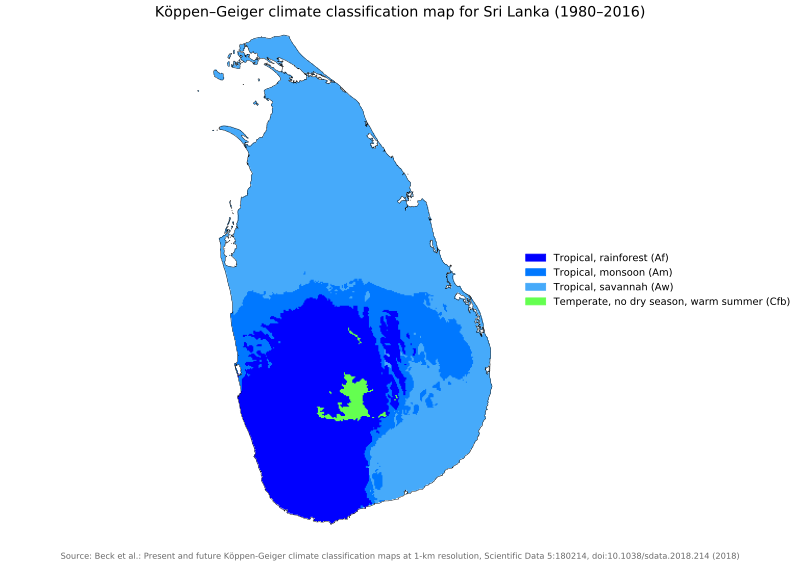 Köppen–Geiger climate classification map for Sri Lanka (1980–2016)
Tropical, rainforest (Af)
Tropical, monsoon (Am)
Tropical, savannah (Aw)
Temperate, no dry season, warm summer (Cfb)
Source: Beck et al.: Present and future Köppen-Geiger climate classification maps at 1-km resolution, Scientific Data 5:180214, doi:10.1038/sdata.2018.214 (2018)